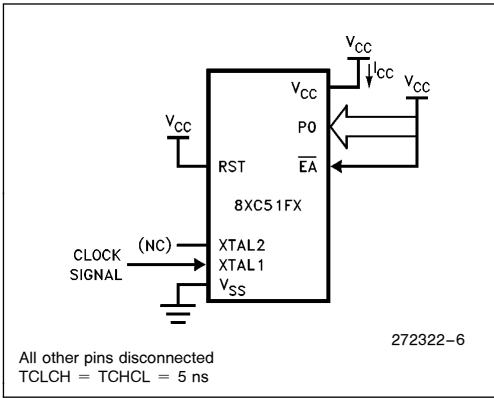 VCC
ICC
VCC
VCC
VCC
P0
RST
EA
8XC51FX
(NC)
XTAL2
CLOCK
SIGNAL
XTAL1
VSS
272322–6
All other pins disconnected
TCLCH = TCHCL = 5 ns